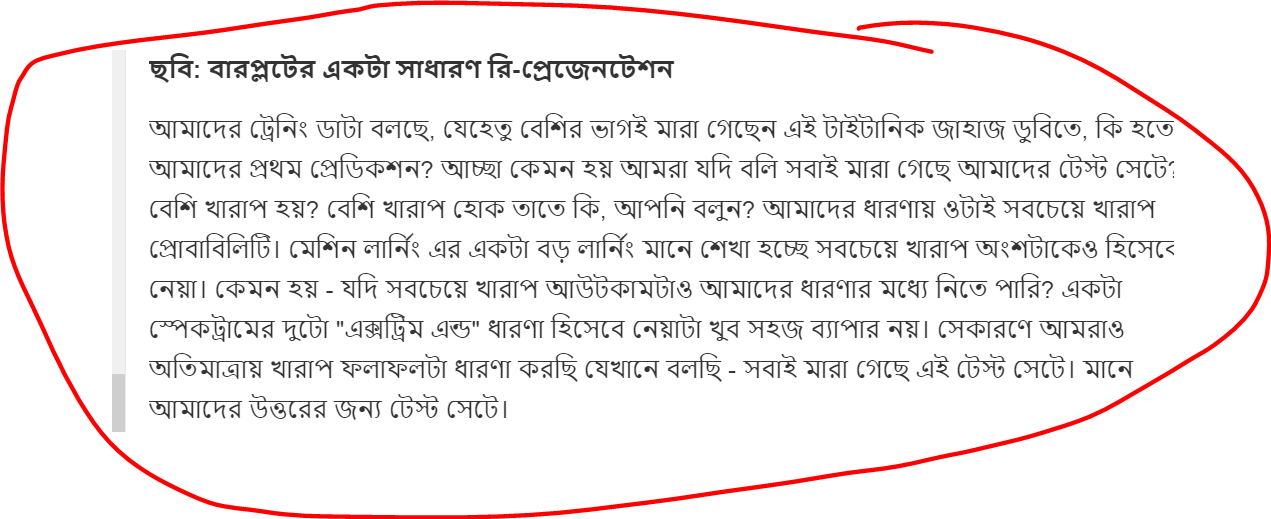 ছবি: বারপ্লটের একটা সাধারণ রি-প্রেজেনটেশন
আমাদের ট্রেনিং ডাটা বলছে, যেহেতু বেশির ভাগই মারা গেছেন এই টাইটানিক জাহাজ ডুবিতে, কি হতে
আমাদের প্রথম প্রেডিকশন? আচ্ছা কেমন হয় আমরা যদি বলি সবাই মারা গেছে আমাদের টেস্ট সেটে?
বেশি খারাপ হয়? বেশি খারাপ হোক তাতে কি, আপনি বলুন? আমাদের ধারণায় ওটাই সবচেয়ে খারাপ
প্রোবাবিলিটি। মেশিন লার্নিং এর একটা বড় লার্নিং মানে শেখা হচ্ছে সবচেয়ে খারাপ অংশটাকেও হিসেবে
নেয়া। কেমন হয় - যদি সবচেয়ে খারাপ আউটকামটাও আমাদের ধারণার মধ্যে নিতে পারি? একটা
স্পেকট্রামের দুটো "এক্সট্রিম এন্ড" ধারণা হিসেবে নেয়াটা খুব সহজ ব্যাপার নয়। সেকারণে আমরাও
অতিমাত্রায় খারাপ ফলাফলটা ধারণা করছি যেখানে বলছি - সবাই মারা গেছে এই টেস্ট সেটে। মানে
আমাদের উত্তরের জন্য টেস্ট সেটে।